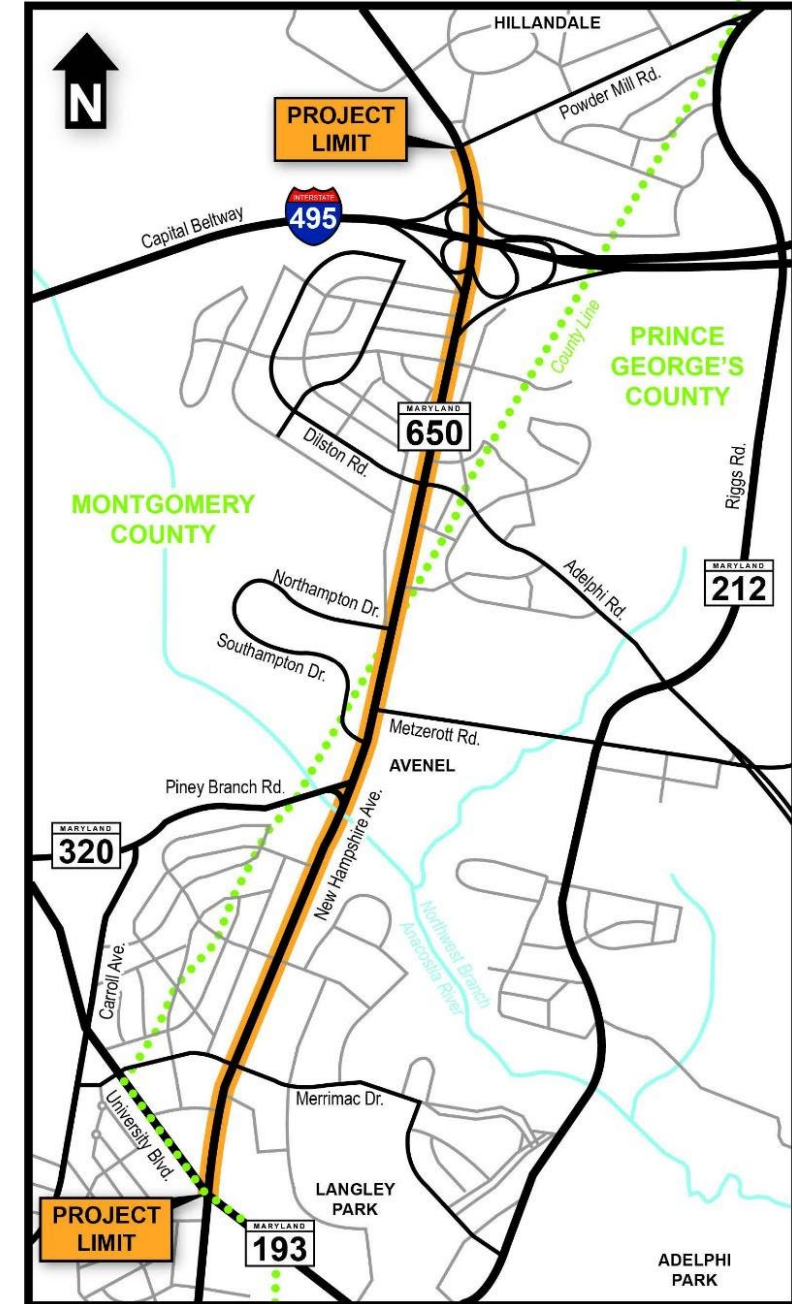 HILLANDALE
N
Powder Mill Rd.
PROJECT
LIMIT
INTERSTATE
495
Capital Beltway
County Line
PRINCE
GEORGE'S
COUNTY
MARYLAND
650
Dilston Rd.
Riggs Rd.
MONTGOMERY
COUNTY
Adelphi Rd.
MARYLAND
212
Northampton Dr.
Southampton Dr.
Metzerott Rd.
AVENEL
Piney Branch Rd.
New Hampshire Ave.
MARYLAND
320
Northwest Branch
Anacostia River
Carroll Ave.
Merrimac Dr.
University Blvd.
LANGLEY
PARK
PROJECT
LIMIT
MARYLAND
193
ADELPHI
PARK